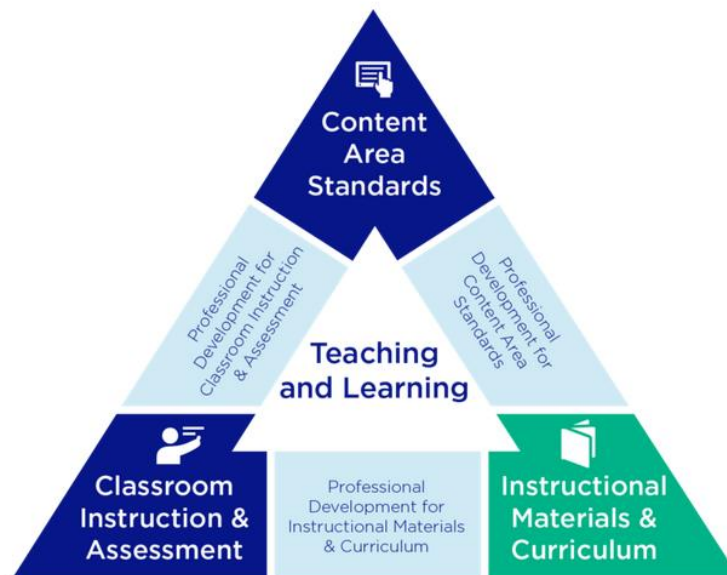 Content
Area
Standards
Professional
Development for
Classroom Instruction
& Assessment
Professional
Development for
Content Area
Standards
Teaching
and Learning
Classroom
Instruction &
Assessment
Professional
Development for
Instructional Materials
& Curriculum
Instructional
Materials &
Curriculum